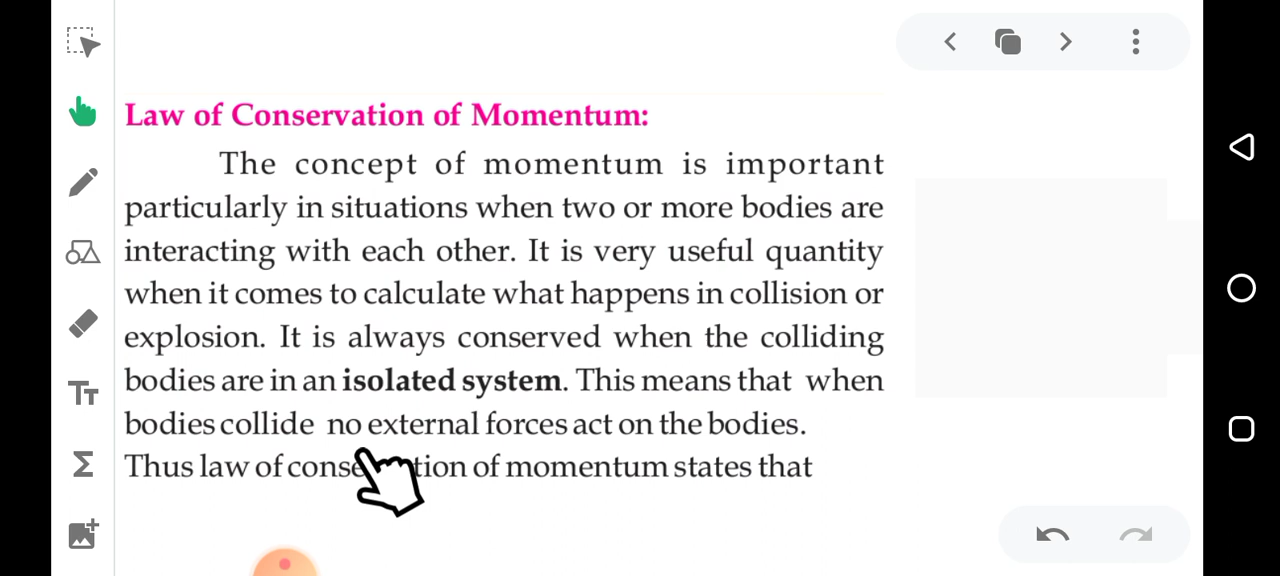 Law of Conservation of Momentum:
The concept of momentum is important
particularly in situations when two or more bodies are
interacting with each other. It is very useful quantity
when it comes to calculate what happens in collision or
explosion. It is always conserved when the colliding
bodies are in an isolated system. This means that when
bodies collide no external forces act on the bodies.
Thus law of conservation of momentum states that
Tт
Σ